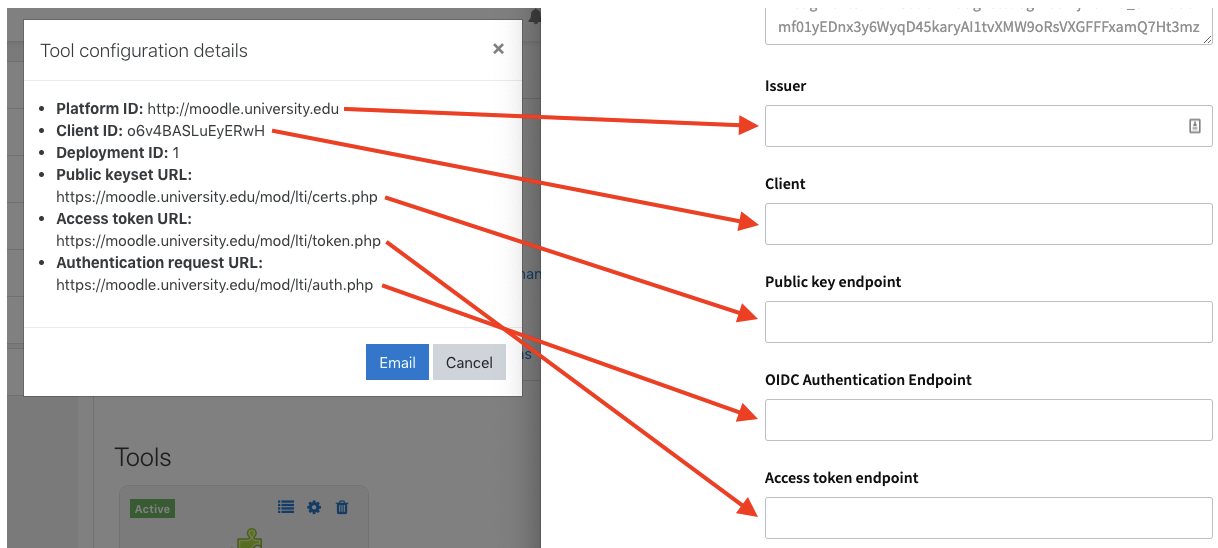 Tool configuration details
×
Platform ID: http://moodle.university.edu
Client ID: o6v4BASLuEyERwH
Deployment ID: 1
Public keyset URL:
https://moodle.university.edu/mod/lti/certs.php
Access token URL:
https://moodle.university.edu/mod/lti/token.php
Authentication request URL:
https://moodle.university.edu/mod/lti/auth.php
Email
Cancel
Tools
Active
mf01yEDnx3y6WyqD45karyAI1tvXMW9oRsVXGFFFxamQ7Ht3mz
Issuer
Client
Public key endpoint
OIDC Authentication Endpoint
Access token endpoint